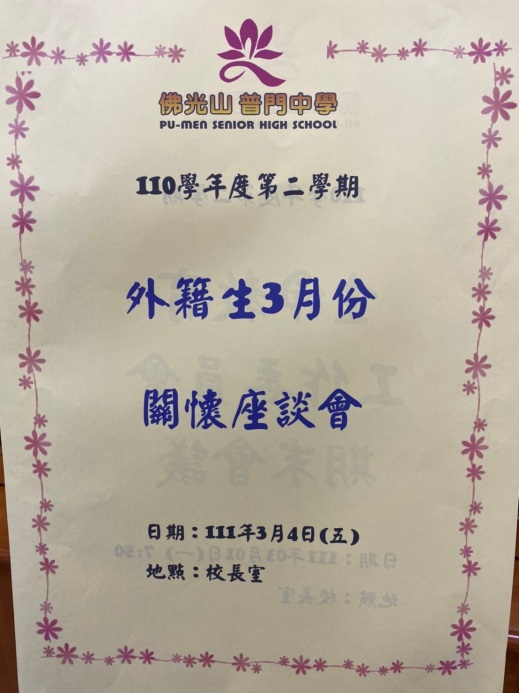 佛光山 普門中學
PU-MEN SENIOR HIGH SCHOOL
110學年度第二學期
外籍生3月份
關懷座談會
日期：111年3月4日(五)
地點：校長室